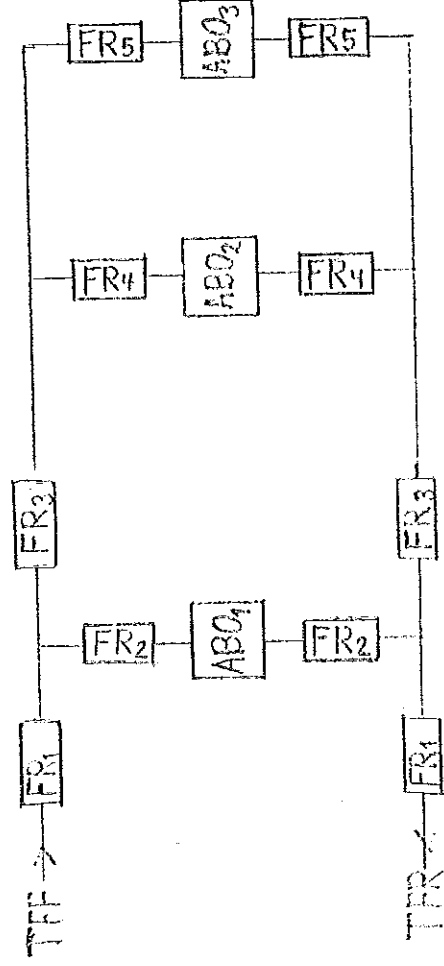 FR₅ ABO₃ FR₅
FR₄ ABO₂ FR₄
FR₃ FR₃
FR₂ ABO₁ FR₂
FR₁ FR₁
TFF TFR